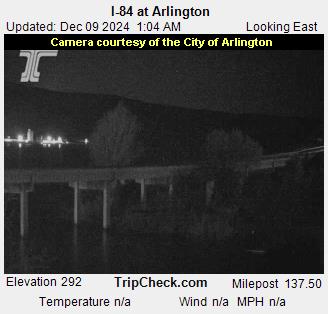 I-84 at Arlington
Updated: Dec 09 2024 1:04 AM Looking East
Camera courtesy of the City of Arlington
Elevation 292 TripCheck.com Milepost 137.50
Temperature n/a Wind n/a MPH n/a